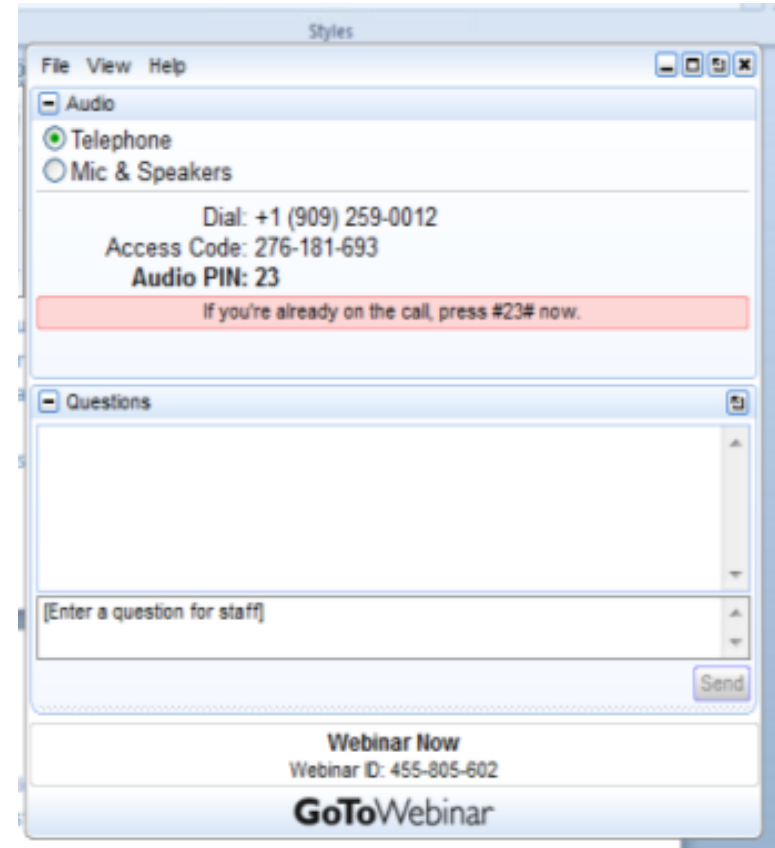 Styles
File View Help
Audio
Telephone
Mic & Speakers
Dial: +1 (909) 259-0012
Access Code: 276-181-693
Audio PIN: 23
If you're already on the call, press #23# now.
Questions
[Enter a question for staff]
Send
Webinar Now
Webinar ID: 455-805-602
GoToWebinar